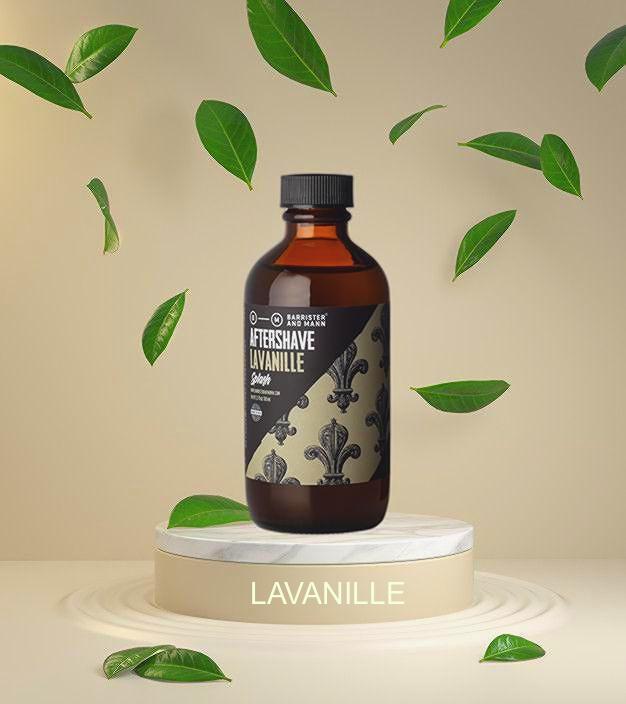 B — M BARRISTER
AND MANN
AFTERSHAVE
LAVANILLE
Splash
LAVANILLE